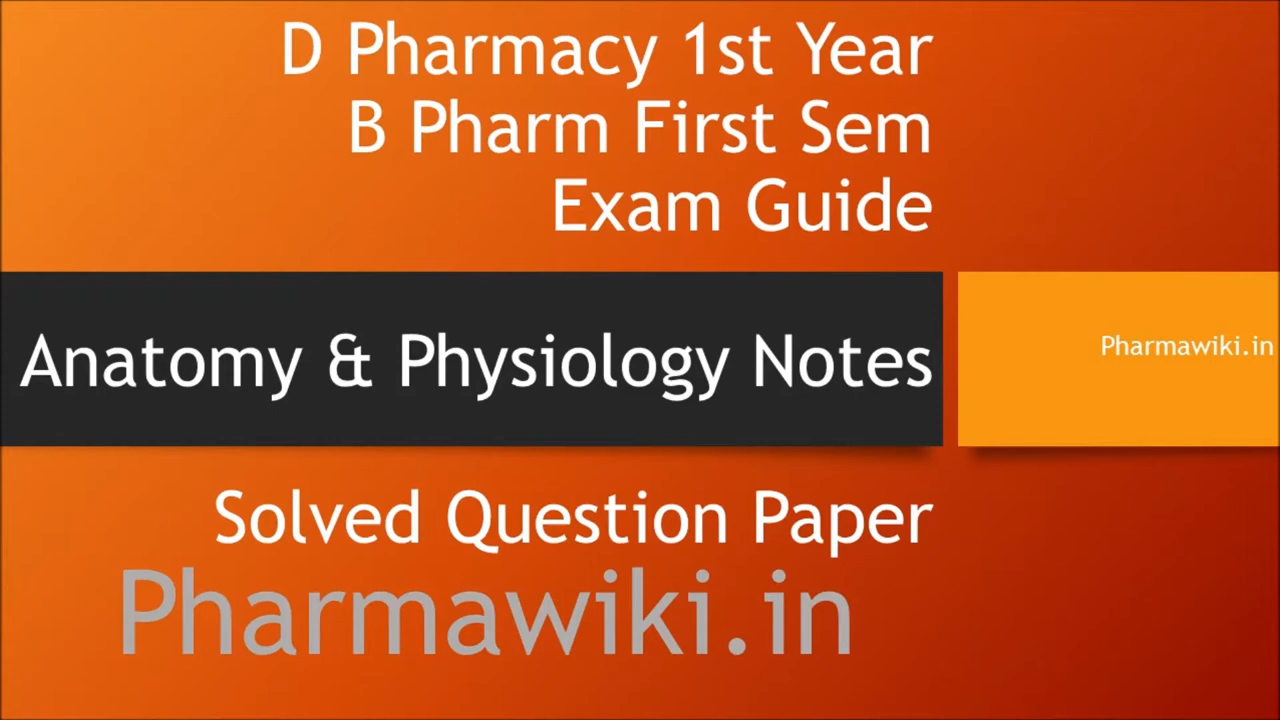 D Pharmacy 1st Year
B Pharm First Sem
Exam Guide
Anatomy & Physiology Notes
Pharmawiki.in
Solved Question Paper
Pharmawiki.in